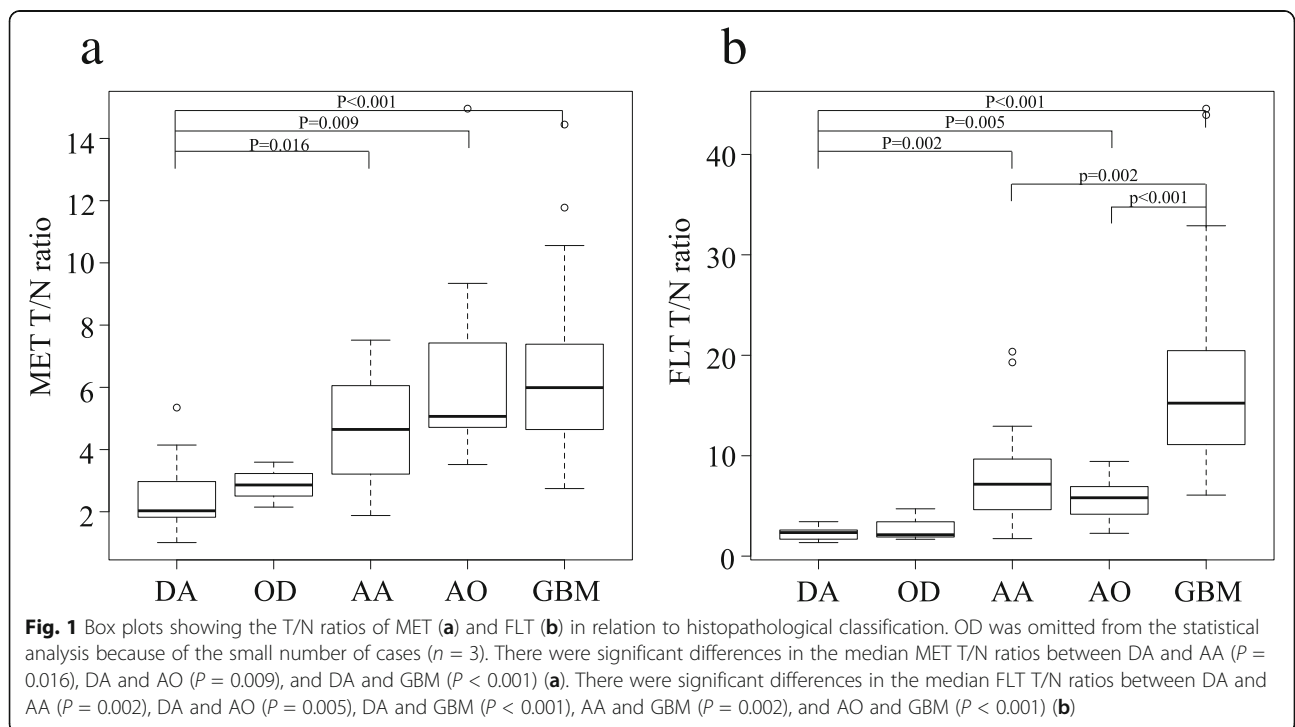 a
b
P<0.001
P=0.009
P=0.016
MET T/N ratio
14
12
10
8
6
4
2
DA OD AA AO GBM
P<0.001
P=0.005
P=0.002
p=0.002
p<0.001
FLT T/N ratio
40
30
20
10
0
DA OD AA AO GBM
Fig. 1 Box plots showing the T/N ratios of MET (a) and FLT (b) in relation to histopathological classification. OD was omitted from the statistical
analysis because of the small number of cases (n = 3). There were significant differences in the median MET T/N ratios between DA and AA (P =
0.016), DA and AO (P = 0.009), and DA and GBM (P < 0.001) (a). There were significant differences in the median FLT T/N ratios between DA and
AA (P = 0.002), DA and AO (P = 0.005), DA and GBM (P < 0.001), AA and GBM (P = 0.002), and AO and GBM (P < 0.001) (b)